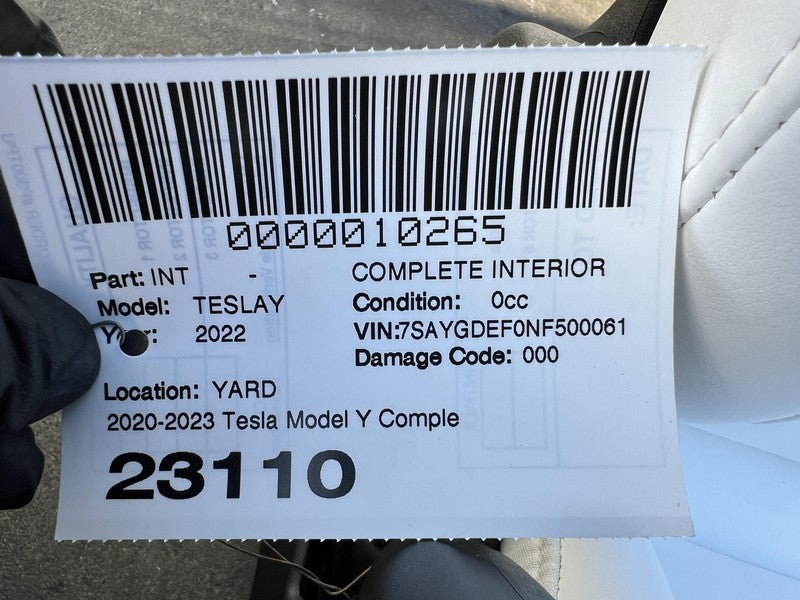 0000010265
Part: INT - COMPLETE INTERIOR
Model: TESLAY Condition: 0cc
Year: 2022 VIN:7SAYGDEF0NF500061
Damage Code: 000
Location: YARD
2020-2023 Tesla Model Y Comple
23110